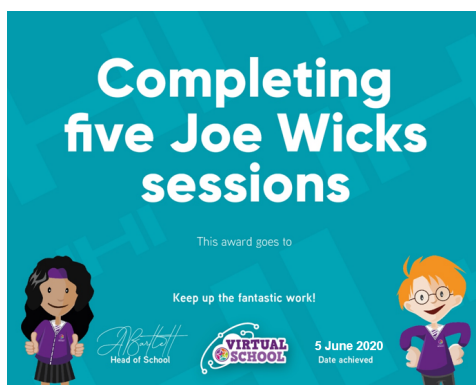 Completing
five Joe Wicks
sessions
This award goes to
Keep up the fantastic work!
ABartlett
Head of School
VIRTUAL
SCHOOL
5 June 2020
Date achieved